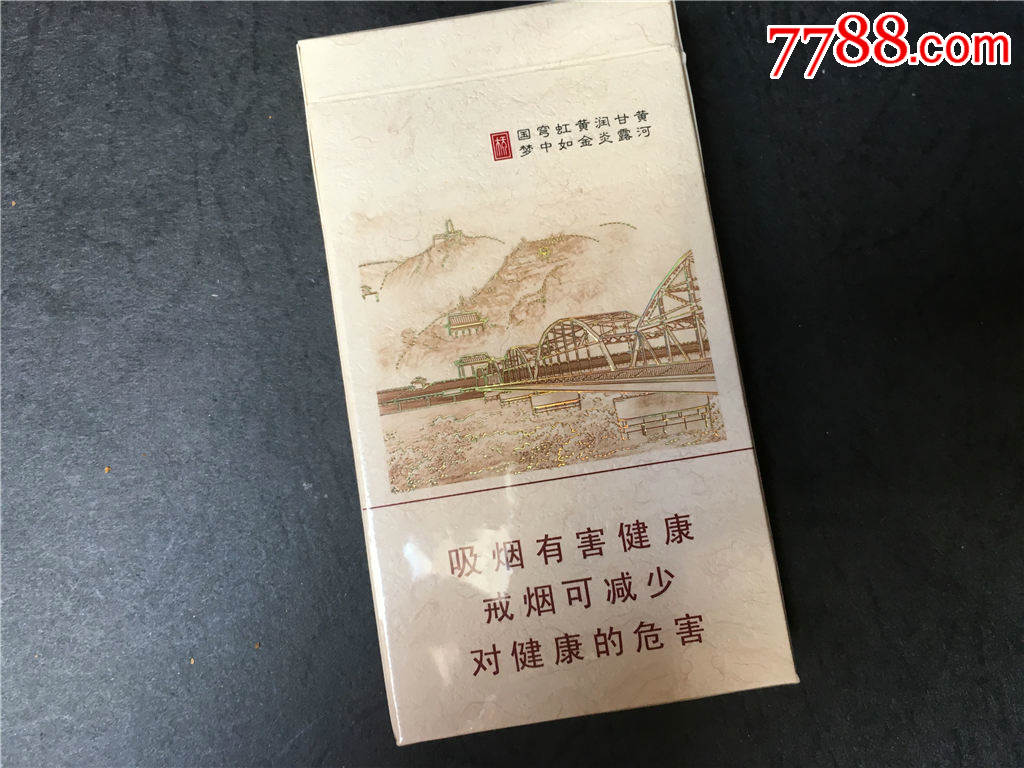 7788.com
黄河
甘露
润炎
黄金
虹如
穹中
国梦
吸烟有害健康
戒烟可减少
对健康的危害